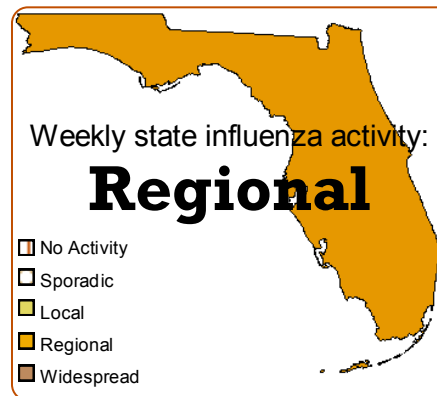 Weekly state influenza activity:
Regional
No Activity
Sporadic
Local
Regional
Widespread